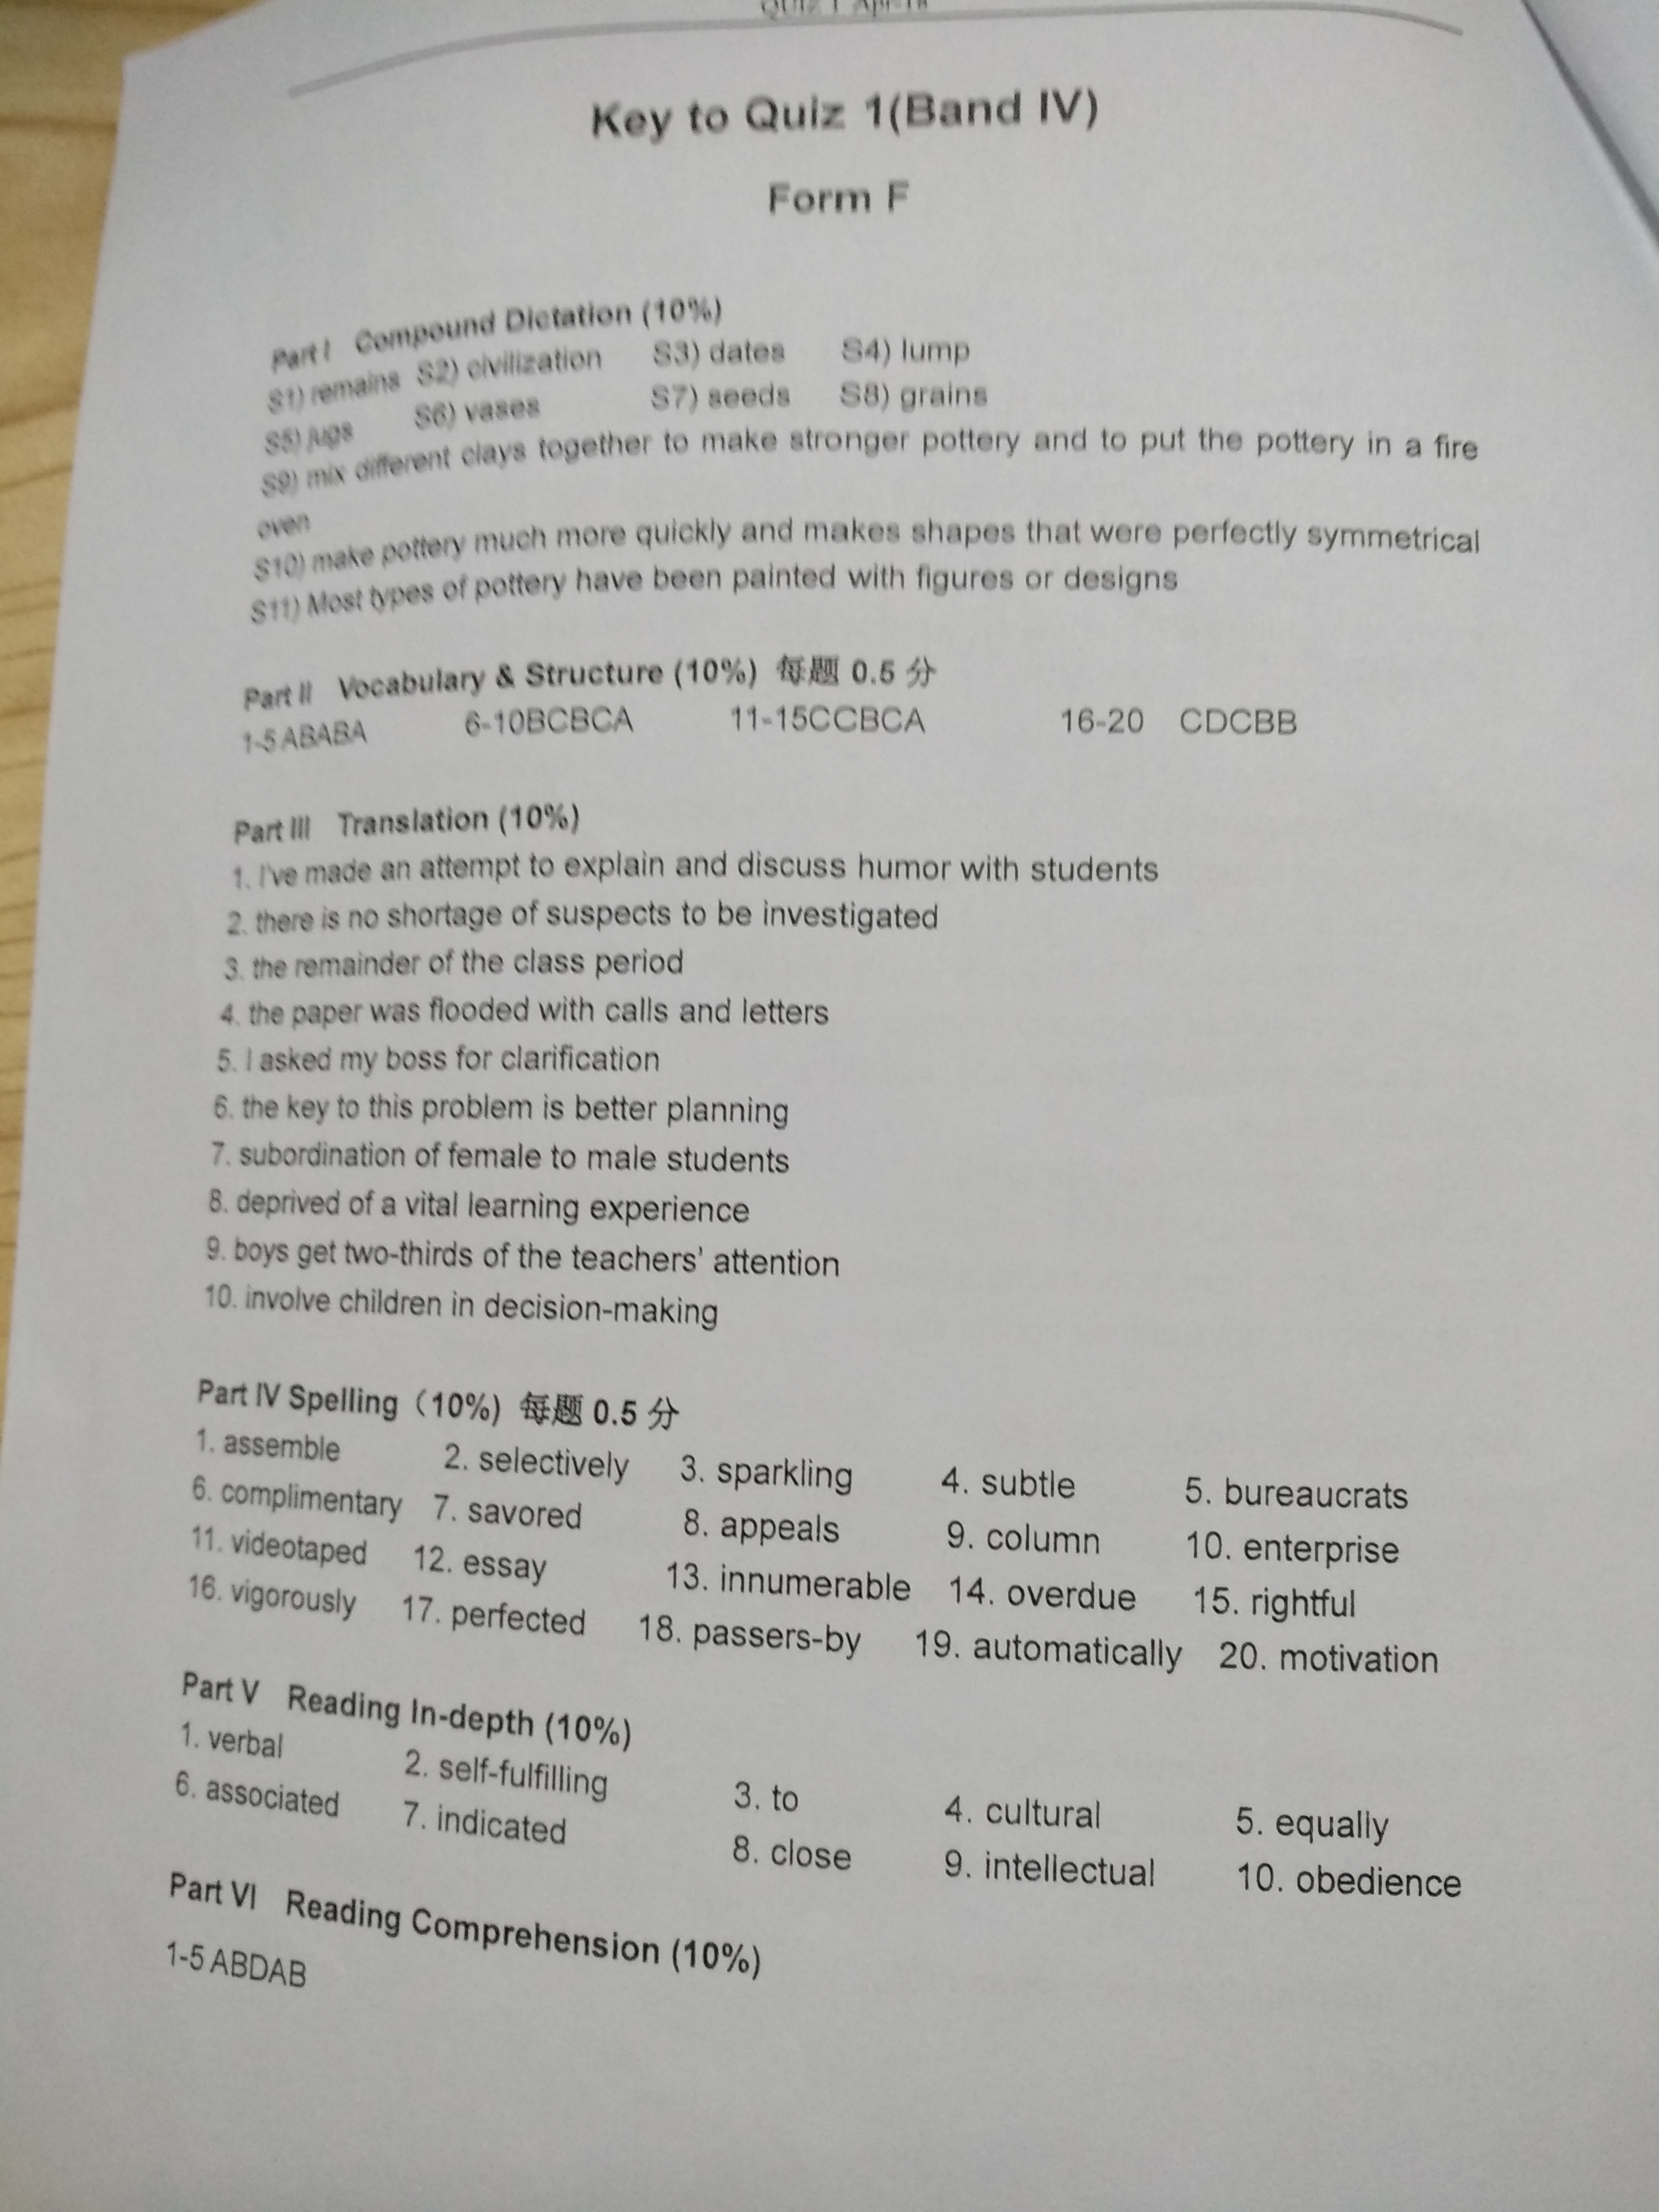 Key to Quiz 1(Band IV)
Form F
Part I Compound Dictation (10%)
S1) remains S2) civilization S3) dates S4) lump
S5) jugs S6) vases S7) seeds S8) grains
S9) mix different clays together to make stronger pottery and to put the pottery in a fire
oven
S10) make pottery much more quickly and makes shapes that were perfectly symmetrical
S11) Most types of pottery have been painted with figures or designs
Part II Vocabulary & Structure (10%) 每题 0.5 分
1-5 ABABA 6-10BCBCA 11-15CCBCA 16-20 CDCBB
Part III Translation (10%)
1. I've made an attempt to explain and discuss humor with students
2. there is no shortage of suspects to be investigated
3. the remainder of the class period
4. the paper was flooded with calls and letters
5. I asked my boss for clarification
6. the key to this problem is better planning
7. subordination of female to male students
8. deprived of a vital learning experience
9. boys get two-thirds of the teachers' attention
10. involve children in decision-making
Part IV Spelling（10%) 每题 0.5 分
1. assemble 2. selectively 3. sparkling 4. subtle 5. bureaucrats
6. complimentary 7. savored 8. appeals 9. column 10. enterprise
11. videotaped 12. essay 13. innumerable 14. overdue 15. rightful
16. vigorously 17. perfected 18. passers-by 19. automatically 20. motivation
Part V Reading In-depth (10%)
1. verbal 2. self-fulfilling 3. to 4. cultural 5. equally
6. associated 7. indicated 8. close 9. intellectual 10. obedience
Part VI Reading Comprehension (10%)
1-5 ABDAB